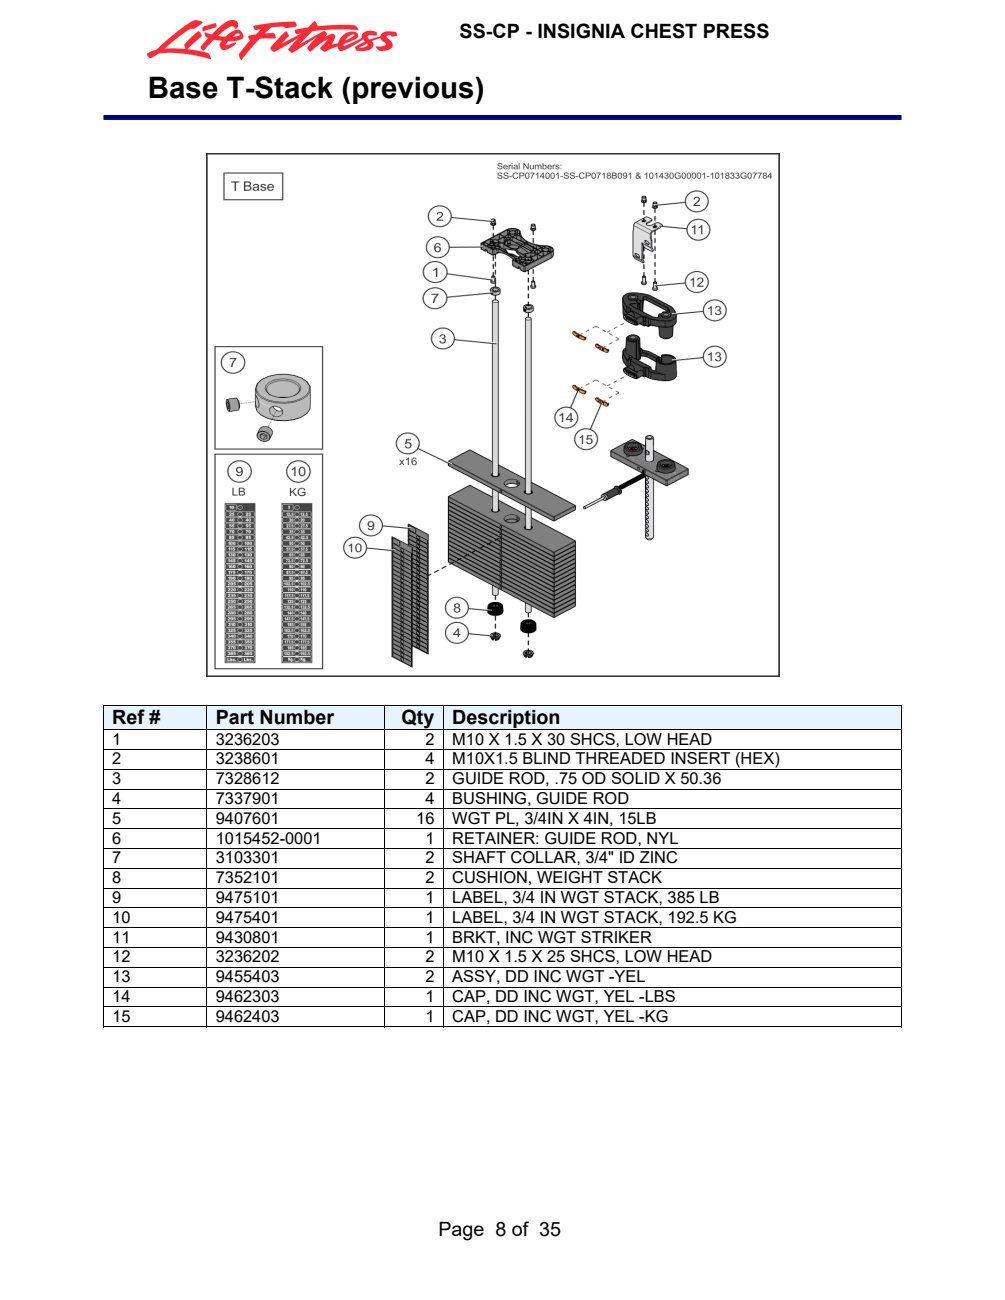 Life Fitness
SS-CP - INSIGNIA CHEST PRESS
Base T-Stack (previous)
Serial Numbers:
SS-CP0714001-SS-CP0718B091 & 101430G00001-101833G07784
T Base
2
6
1
7
3
2
11
12
13
13
14
15
7
5
x16
9
LB
10
KG
9
10
8
4
Ref # Part Number Qty Description
1 3236203 2 M10 X 1.5 X 30 SHCS, LOW HEAD
2 3238601 4 M10X1.5 BLIND THREADED INSERT (HEX)
3 7328612 2 GUIDE ROD, .75 OD SOLID X 50.36
4 7337901 4 BUSHING, GUIDE ROD
5 9407601 16 WGT PL, 3/4IN X 4IN, 15LB
6 1015452-0001 1 RETAINER: GUIDE ROD, NYL
7 3103301 2 SHAFT COLLAR, 3/4" ID ZINC
8 7352101 2 CUSHION, WEIGHT STACK
9 9475101 1 LABEL, 3/4 IN WGT STACK, 385 LB
10 9475401 1 LABEL, 3/4 IN WGT STACK, 192.5 KG
11 9430801 1 BRKT, INC WGT STRIKER
12 3236202 2 M10 X 1.5 X 25 SHCS, LOW HEAD
13 9455403 2 ASSY, DD INC WGT -YEL
14 9462303 1 CAP, DD INC WGT, YEL -LBS
15 9462403 1 CAP, DD INC WGT, YEL -KG
Page 8 of 35